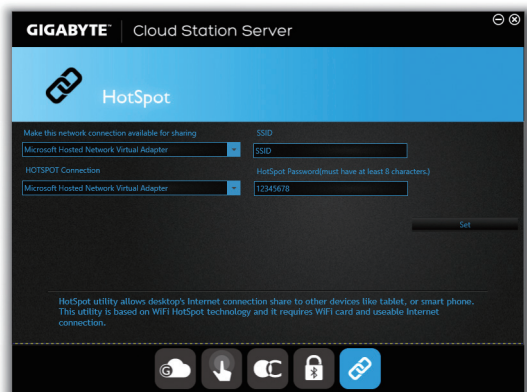 GIGABYTE™ Cloud Station Server
HotSpot
Make this network connection available for sharing
Microsoft Hosted Network Virtual Adapter
SSID
SSID
HOTSPOT Connection
Microsoft Hosted Network Virtual Adapter
HotSpot Password(must have at least 8 characters.)
12345678
Set
HotSpot utility allows desktop's Internet connection share to other devices like tablet, or smart phone.
This utility is based on WiFi HotSpot technology and it requires WiFi card and useable Internet
connection.
G